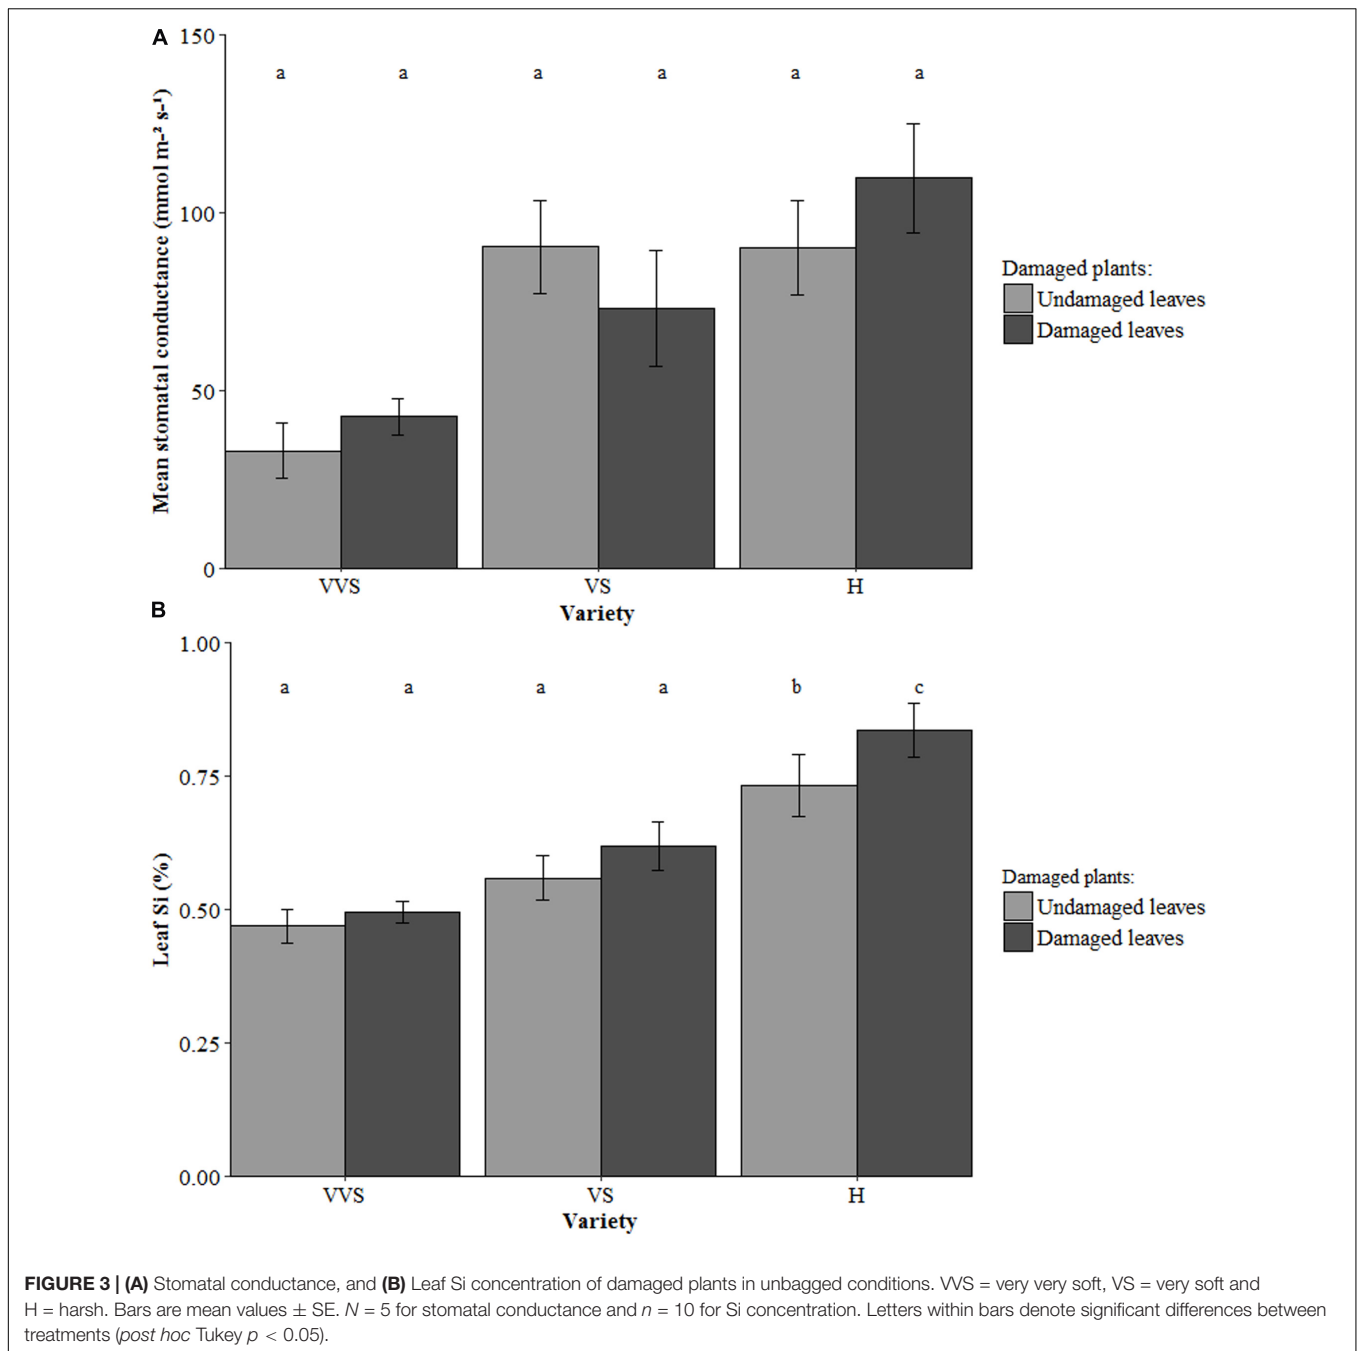 A
150
100
50
0
Mean stomatal conductance (mmol m-² s-¹)
a a a a a a
VVS VS H
Variety
Damaged plants:
Undamaged leaves
Damaged leaves
B
1.00
0.75
0.50
0.25
0.00
Leaf Si (%)
a a a a b c
VVS VS H
Variety
Damaged plants:
Undamaged leaves
Damaged leaves
FIGURE 3 | (A) Stomatal conductance, and (B) Leaf Si concentration of damaged plants in unbagged conditions. VVS = very very soft, VS = very soft and
H = harsh. Bars are mean values ± SE. N = 5 for stomatal conductance and n = 10 for Si concentration. Letters within bars denote significant differences between
treatments (post hoc Tukey p < 0.05).